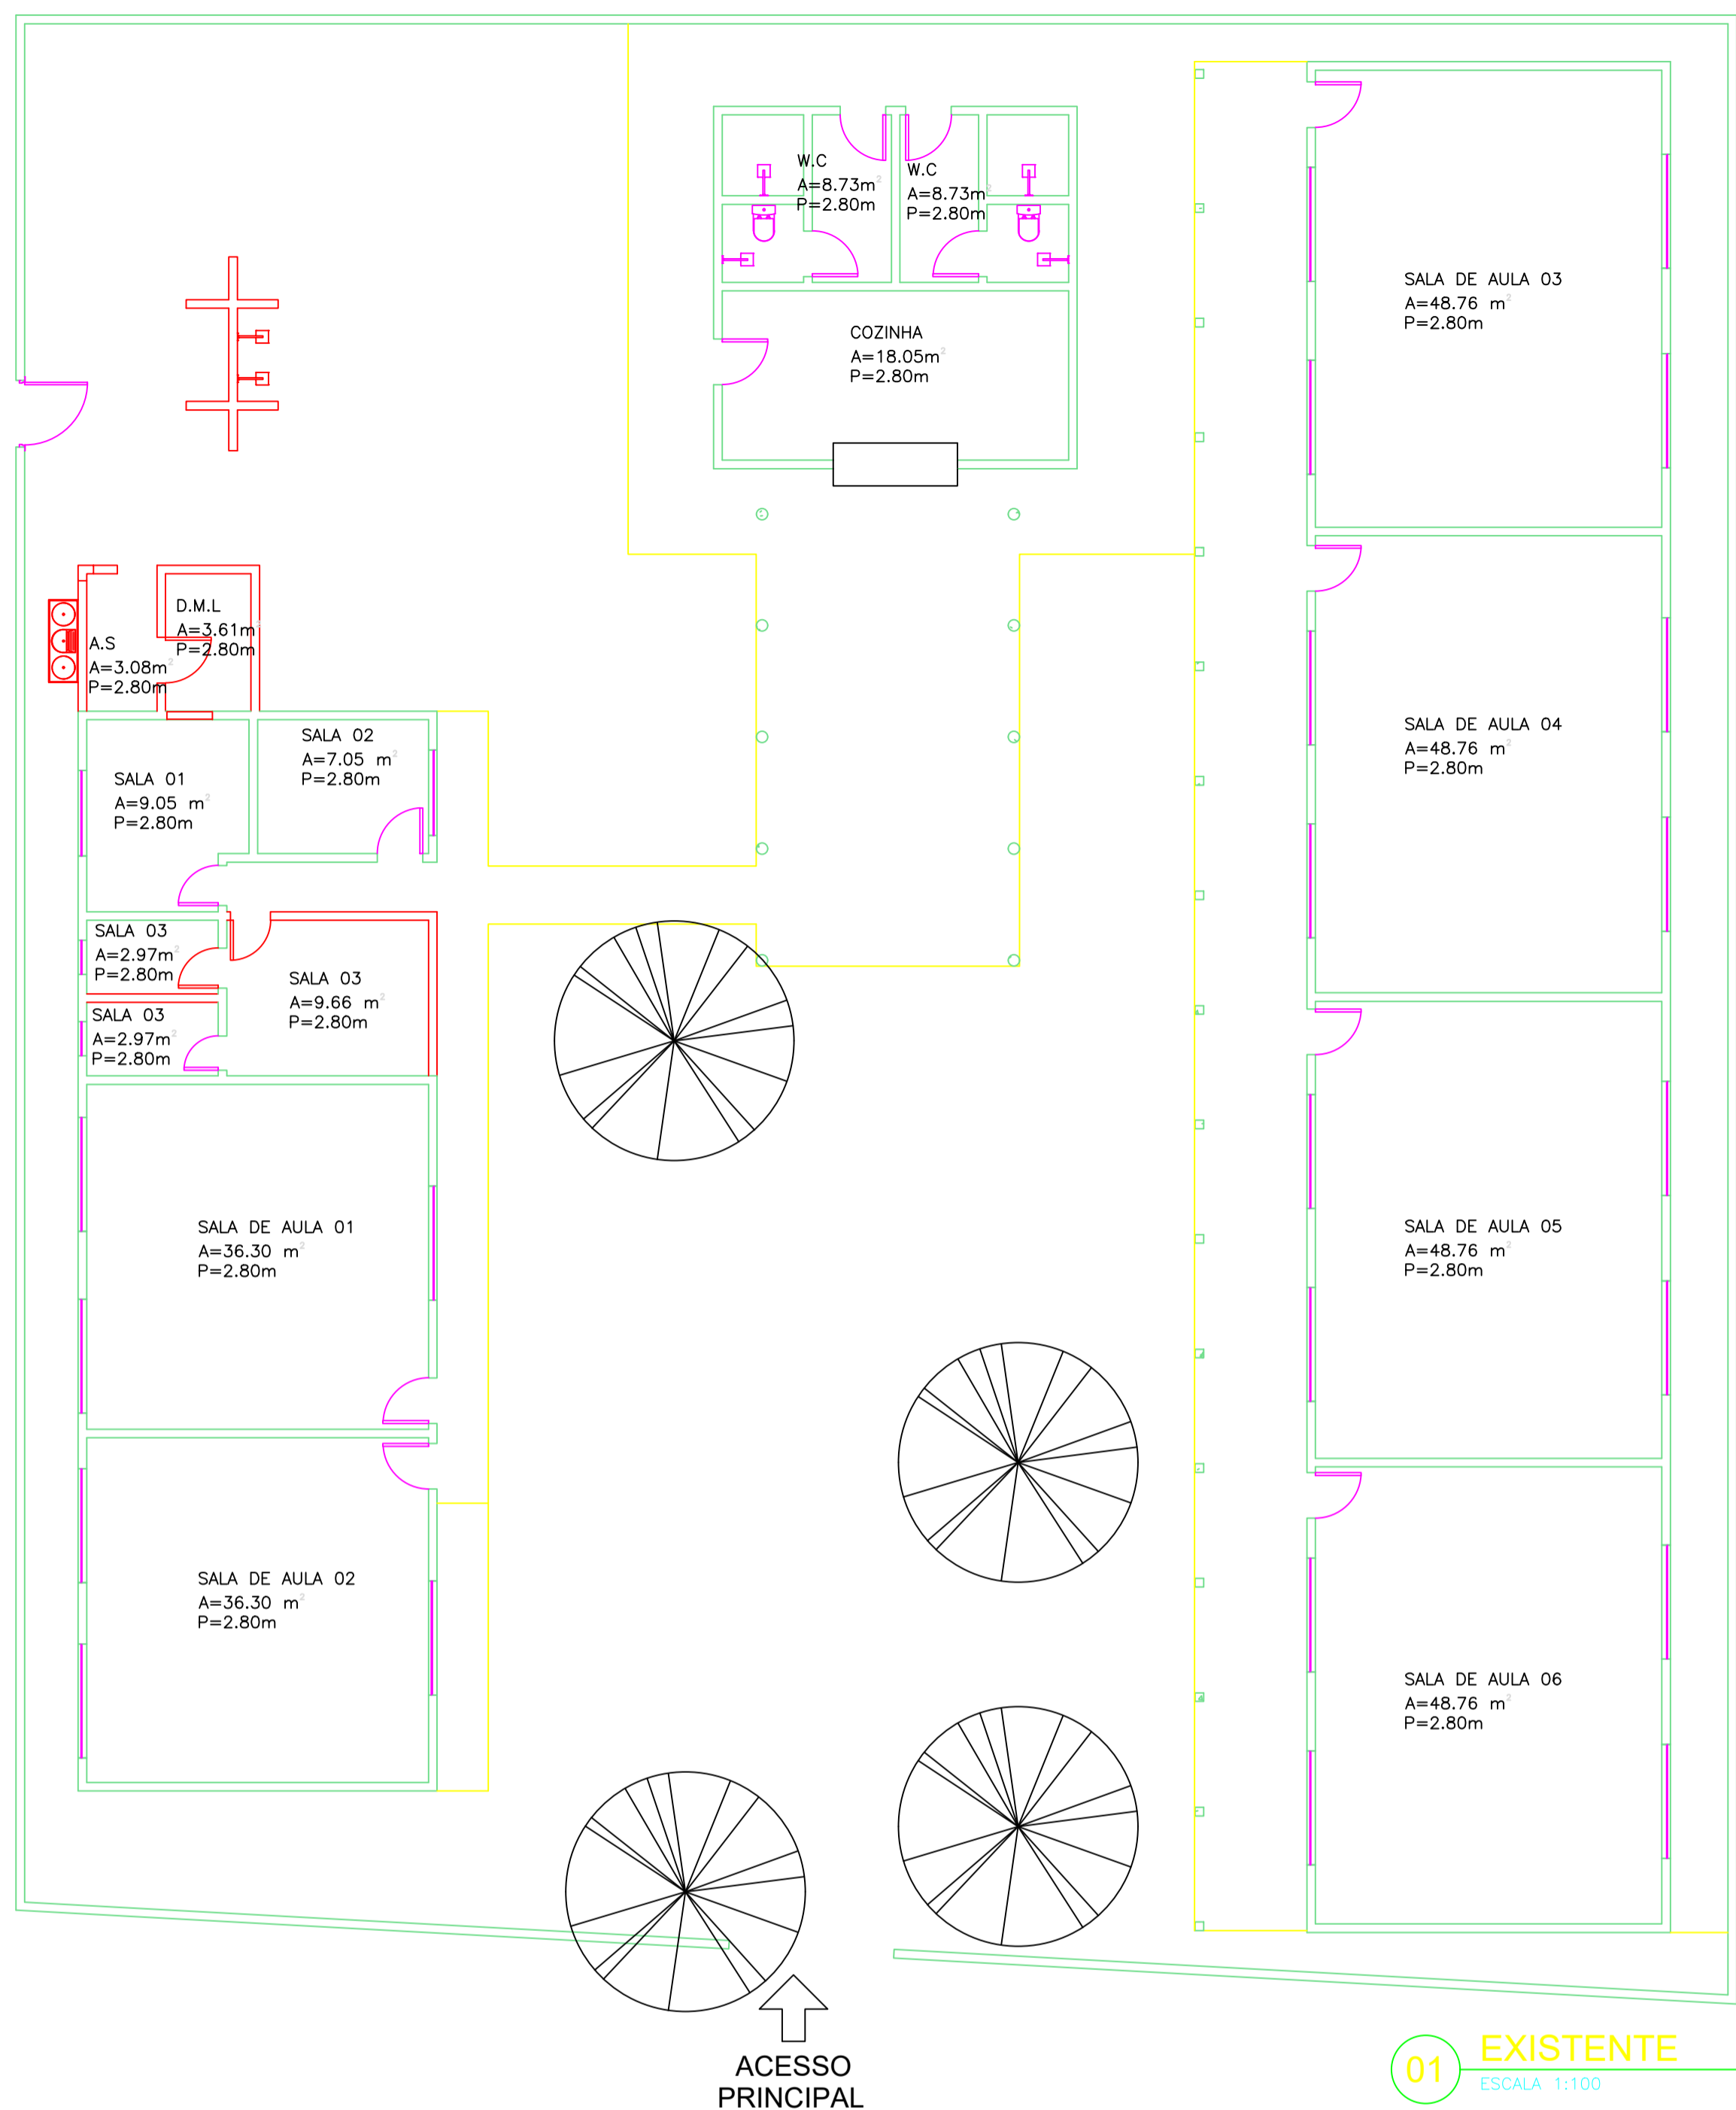 W.C
A=8.73m²
P=2.80m
W.C
A=8.73m²
P=2.80m
SALA DE AULA 03
A=48.76 m²
P=2.80m
COZINHA
A=18.05m²
P=2.80m
D.M.L
A=3.61m²
P=2.80m
A.S
A=3.08m²
P=2.80m
SALA 02
A=7.05 m²
P=2.80m
SALA 01
A=9.05 m²
P=2.80m
SALA DE AULA 04
A=48.76 m²
P=2.80m
SALA 03
A=2.97m²
P=2.80m
SALA 03
A=9.66 m²
P=2.80m
SALA 03
A=2.97m²
P=2.80m
SALA DE AULA 01
A=36.30 m²
P=2.80m
SALA DE AULA 05
A=48.76 m²
P=2.80m
SALA DE AULA 02
A=36.30 m²
P=2.80m
SALA DE AULA 06
A=48.76 m²
P=2.80m
ACESSO
PRINCIPAL
01
EXISTENTE
ESCALA 1:100